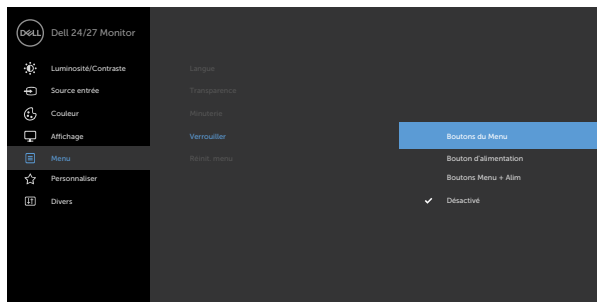 DELL Dell 24/27 Monitor
Luminosité/Contraste
Langue
Source entrée
Transparence
Couleur
Minuterie
Affichage
Verrouiller
Boutons du Menu
Menu
Réinit. menu
Bouton d'alimentation
Personnaliser
Boutons Menu + Alim
Divers
Désactivé